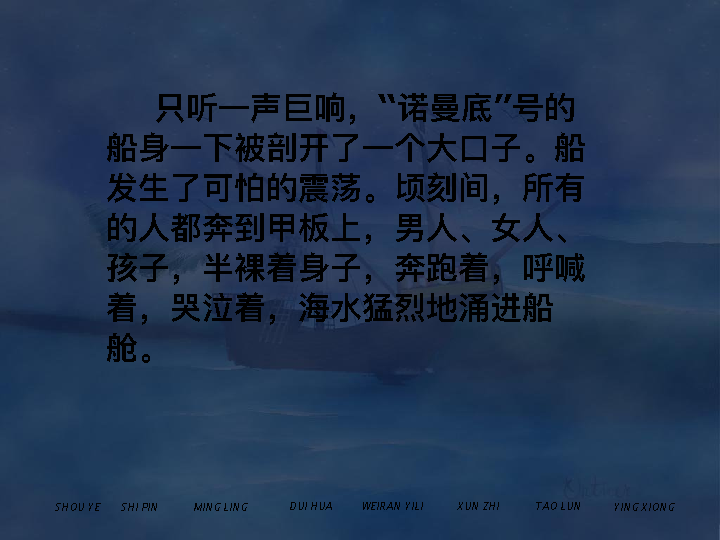 只听一声巨响，“诺曼底”号的
船身一下被剖开了一个大口子。船
发生了可怕的震荡。顷刻间，所有
的人都奔到甲板上，男人、女人、
孩子，半裸着身子，奔跑着，呼喊
着，哭泣着，海水猛烈地涌进船
舱。
SHOU YE SHI PIN MING LING DUI HUA WEIRAN YILI XUN ZHI TAO LUN YING XIONG